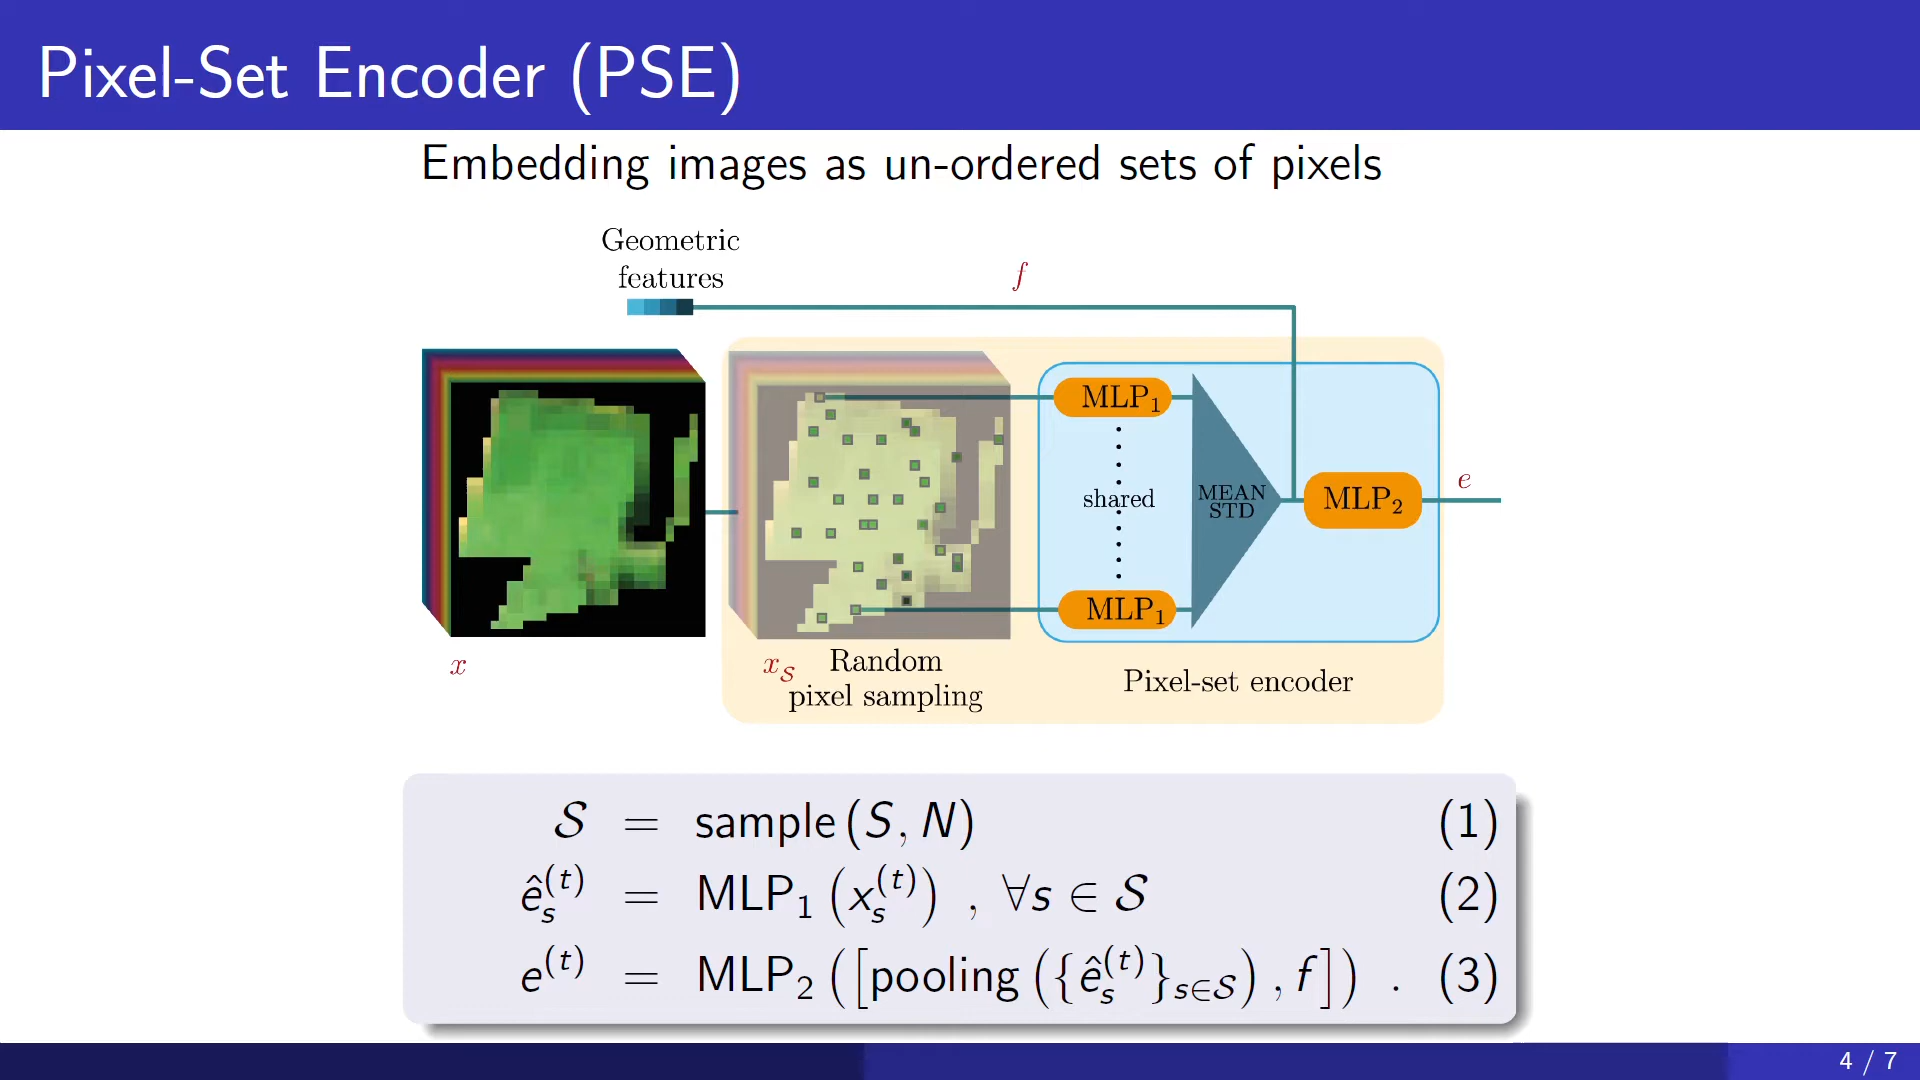 Pixel-Set Encoder (PSE)
Embedding images as un-ordered sets of pixels
Geometric
features
f
MLP₁
shared
MEAN
STD
MLP₂
e
MLP₁
x
x_𝒮
Random
pixel sampling
Pixel-set encoder
𝒮 = sample (S, N) (1)
ê_s^(t) = MLP₁ (x_s^(t)) , ∀s ∈ 𝒮 (2)
e^(t) = MLP₂ ([pooling ({ê_s^(t)}_{s∈𝒮}) , f]) . (3)
4 / 7